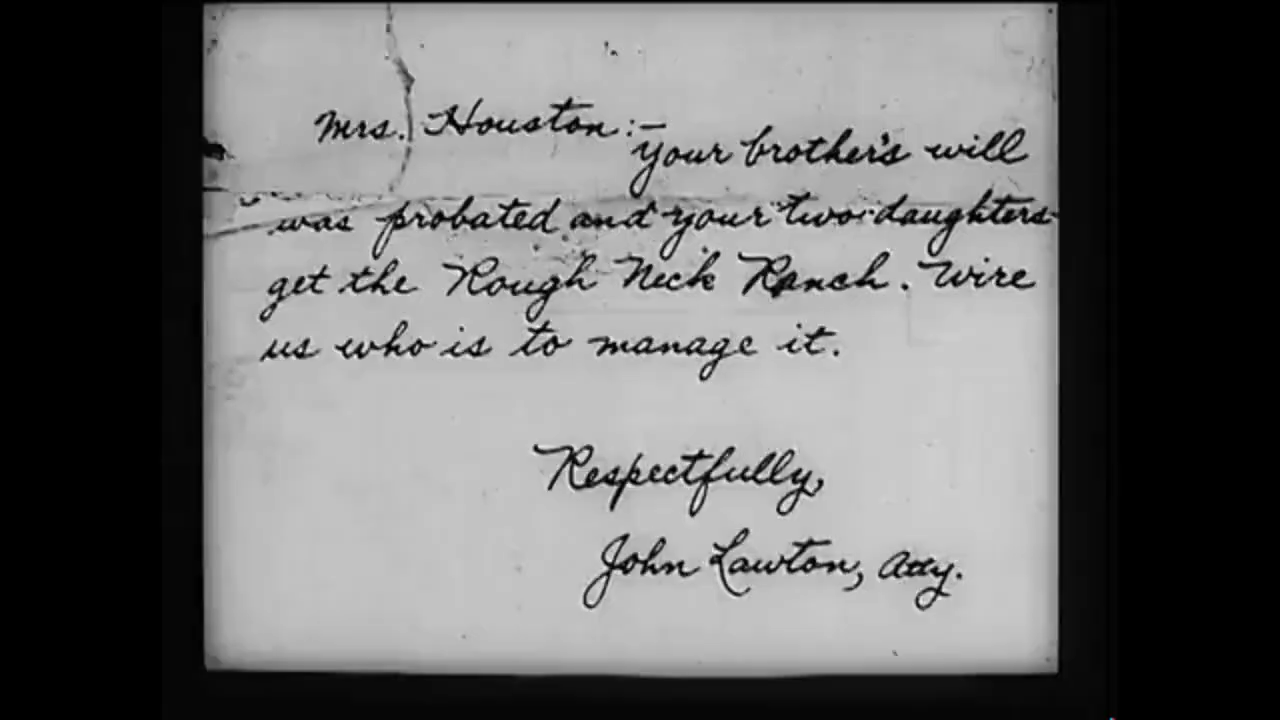 Mrs. Houston:-
your brother's will
was probated and your two daughters
get the Rough Neck Ranch. Wire
us who is to manage it.
Respectfully,
John Lawton, Atty.